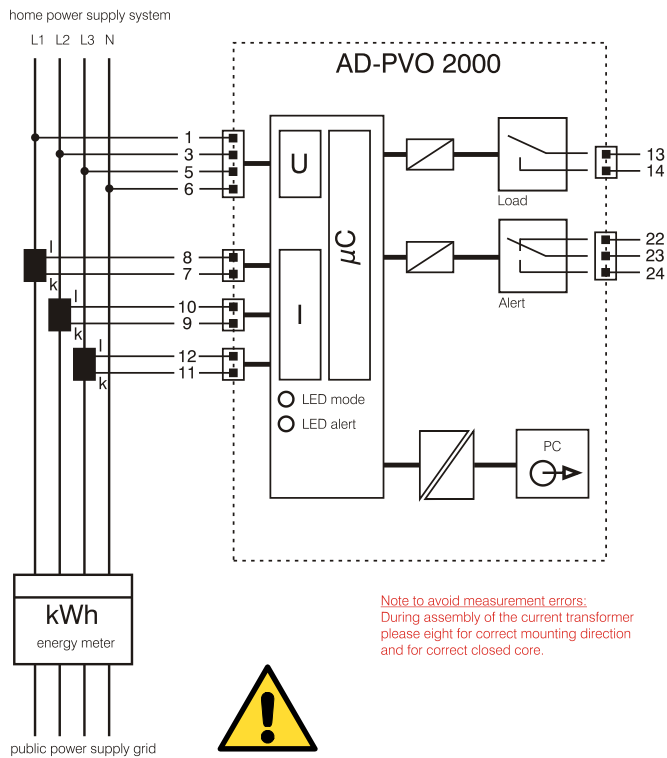 home power supply system
L1 L2 L3 N
AD-PVO 2000
1
3
5
6
U
µC
13
14
Load
l
8
7
k
l
10
9
k
I
l
12
11
k
22
23
24
Alert
LED mode
LED alert
PC
kWh
energy meter
Note to avoid measurement errors:
During assembly of the current transformer
please eight for correct mounting direction
and for correct closed core.
!
public power supply grid